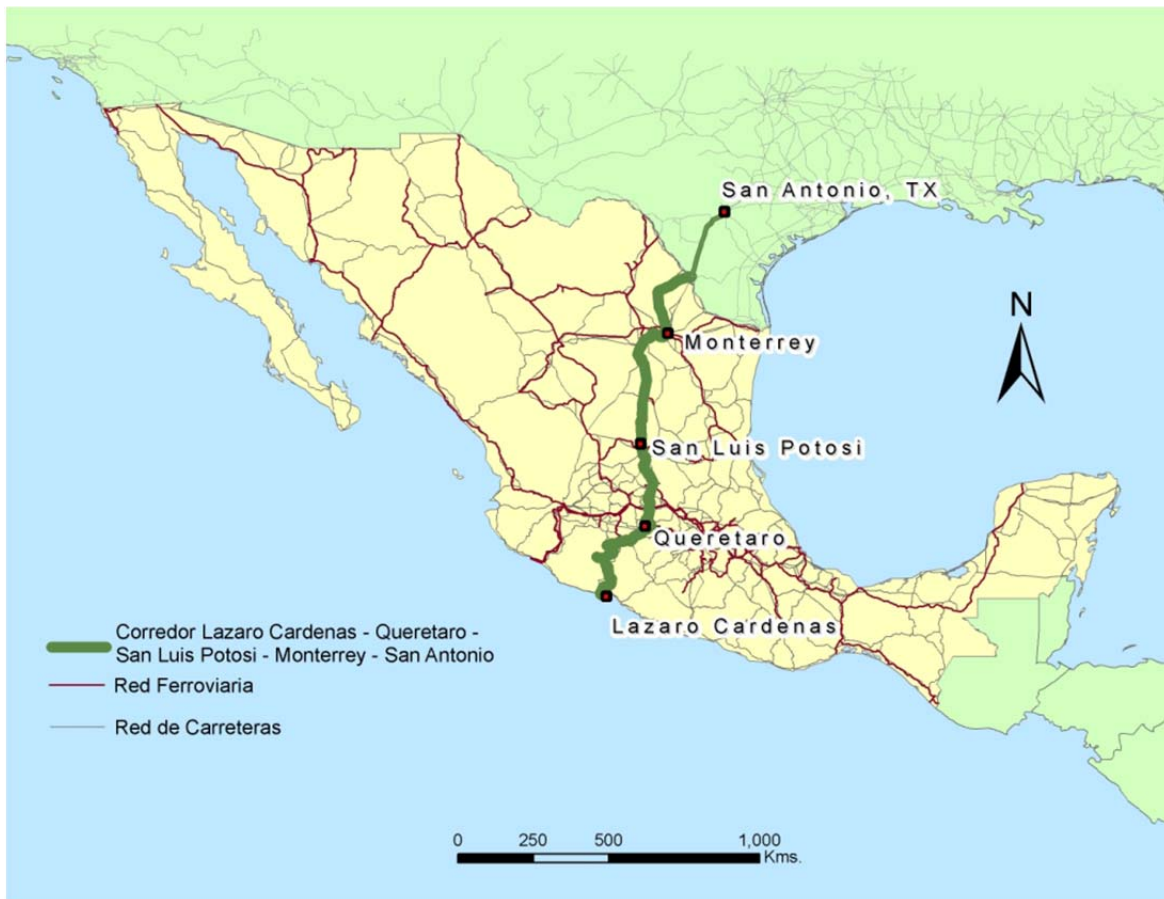 San Antonio, TX
N
Monterrey
San Luis Potosi
Queretaro
Lazaro Cardenas
Corredor Lazaro Cardenas - Queretaro -
San Luis Potosi - Monterrey - San Antonio
Red Ferroviaria
Red de Carreteras
0 250 500 1,000
Kms.